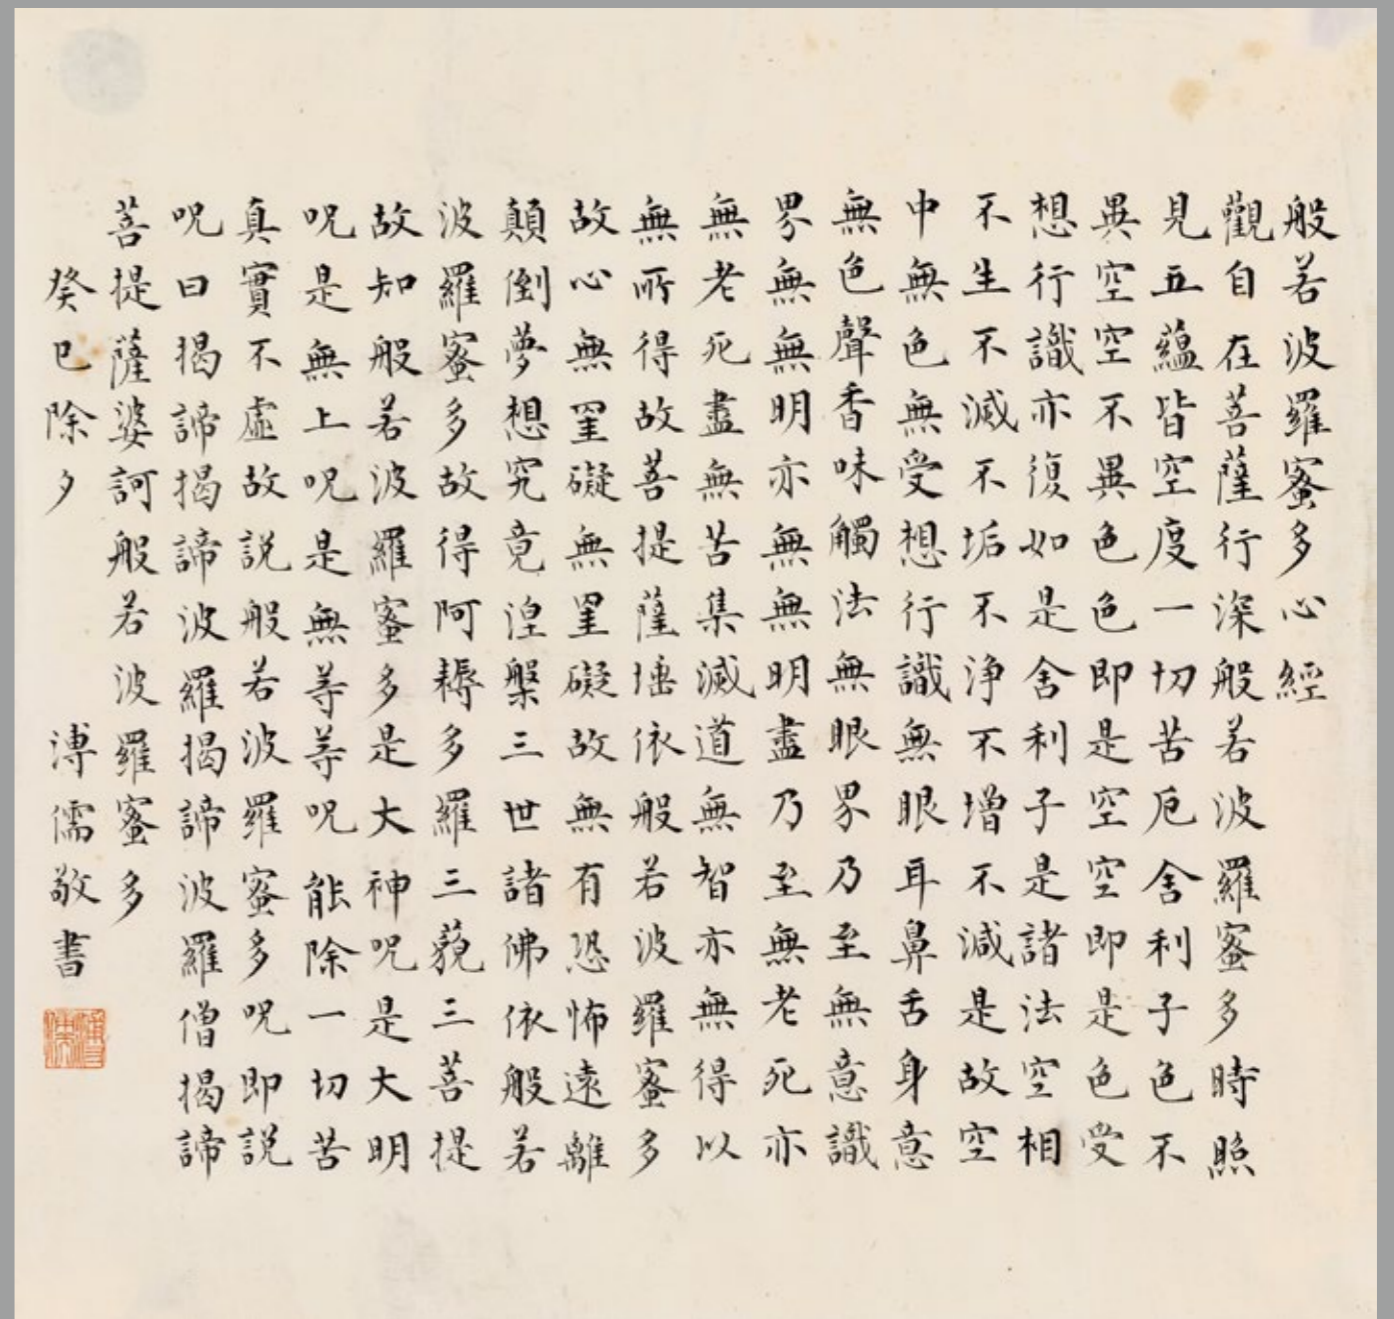 般若波羅蜜多心經
觀自在菩薩行深般若波羅蜜多時照
見五蘊皆空度一切苦厄舍利子色不
異空空不異色色即是空空即是色受
想行識亦復如是舍利子是諸法空相
不生不滅不垢不淨不增不減是故空
中無色無受想行識無眼耳鼻舌身意
無色聲香味觸法無眼界乃至無意識
界無無明亦無無明盡乃至無老死亦
無老死盡無苦集滅道無智亦無得以
無所得故菩提薩埵依般若波羅蜜多
故心無罣礙無罣礙故無有恐怖遠離
顛倒夢想究竟涅槃三世諸佛依般若
波羅蜜多故得阿耨多羅三藐三菩提
故知般若波羅蜜多是大神呪是大明
呪是無上呪是無等等呪能除一切苦
真實不虛故說般若波羅蜜多呪即說
呪曰揭諦揭諦波羅揭諦波羅僧揭諦
菩提薩婆訶般若波羅蜜多
癸巳除夕 溥儒敬書
溥儒